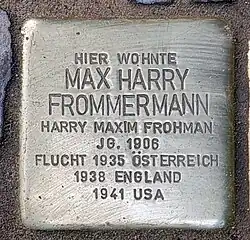 HIER WOHNTE
MAX HARRY
FROMMERMANN
HARRY MAXIM FROHMAN
JG. 1906
FLUCHT 1935 ÖSTERREICH
1938 ENGLAND
1941 USA